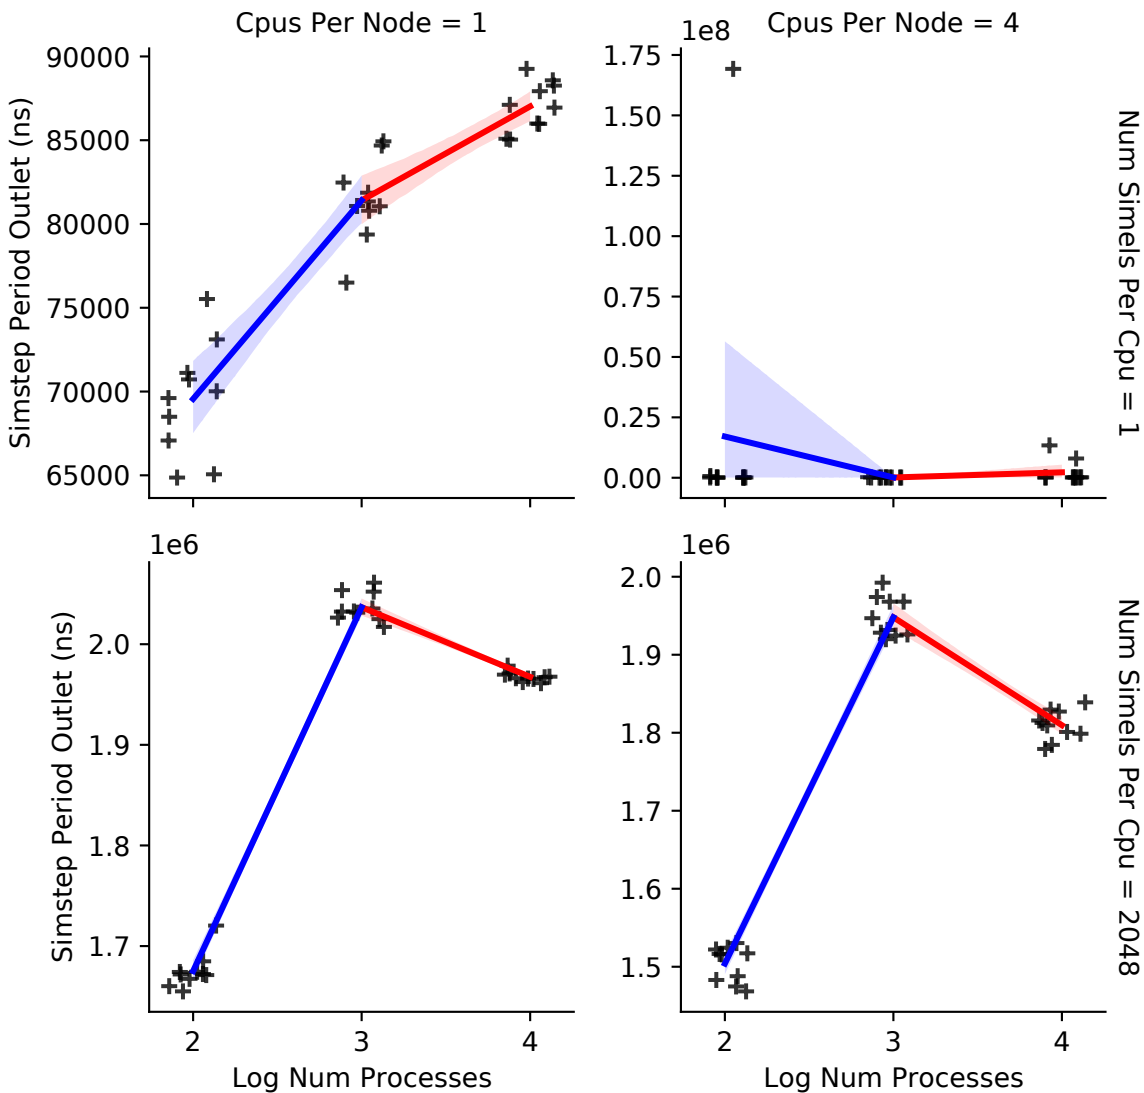 Cpus Per Node = 1
Cpus Per Node = 4
1e8
90000
85000
80000
75000
70000
65000
Simstep Period Outlet (ns)
1.75
1.50
1.25
1.00
0.75
0.50
0.25
0.00
Num Simels Per Cpu = 1
1e6
2.0
1.9
1.8
1.7
Simstep Period Outlet (ns)
2
3
4
Log Num Processes
1e6
2.0
1.9
1.8
1.7
1.6
1.5
2
3
4
Log Num Processes
Num Simels Per Cpu = 2048